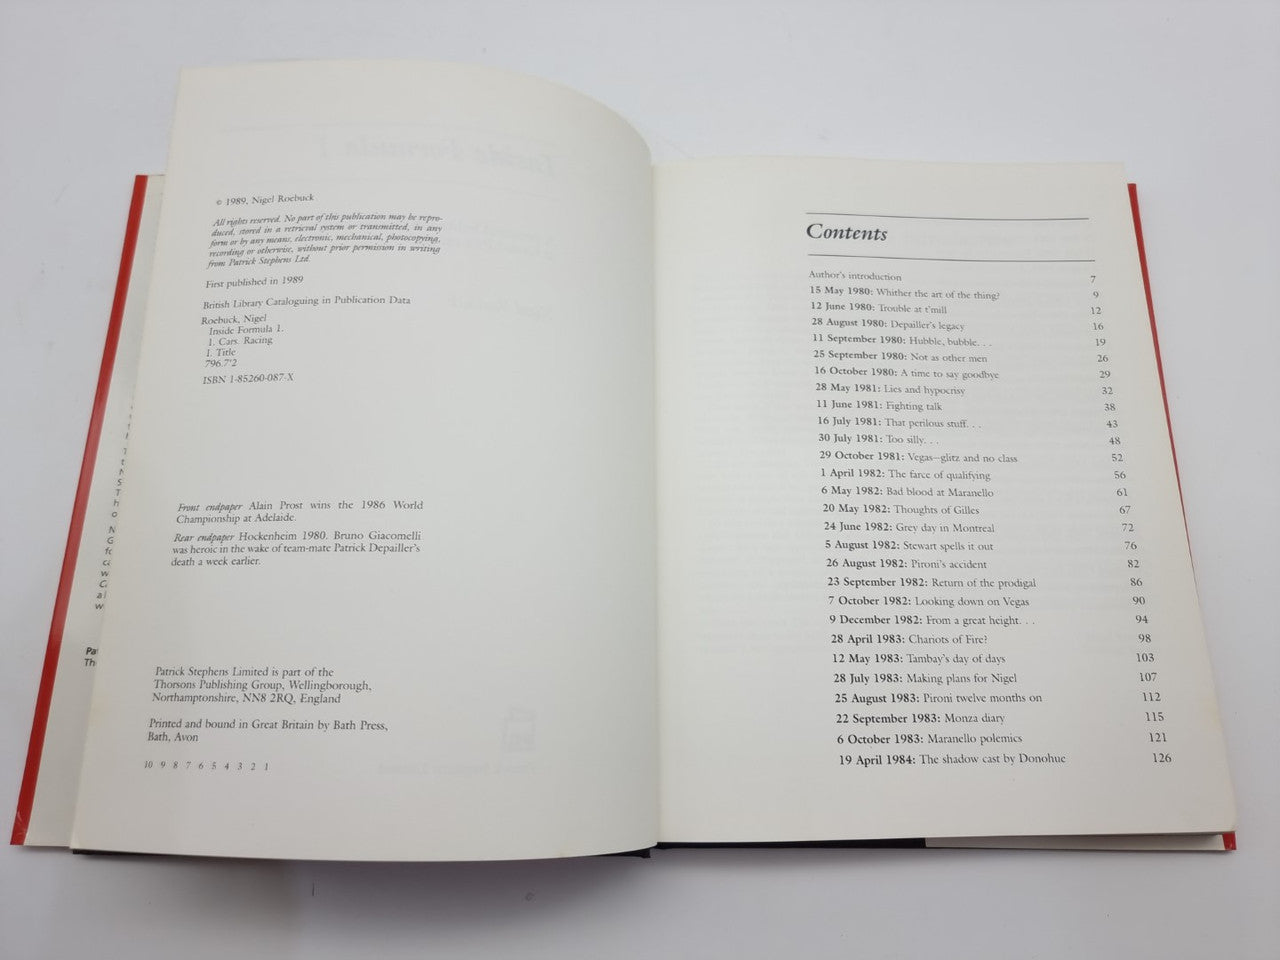 © 1989, Nigel Roebuck
All rights reserved. No part of this publication may be repro-
duced, stored in a retrieval system or transmitted, in any
form or by any means, electronic, mechanical, photocopying,
recording or otherwise, without prior permission in writing
from Patrick Stephens Ltd.
First published in 1989
British Library Cataloguing in Publication Data
Roebuck, Nigel
Inside Formula 1.
1. Cars. Racing
I. Title
796.7'2
ISBN 1-85260-087-X
Front endpaper Alain Prost wins the 1986 World
Championship at Adelaide.
Rear endpaper Hockenheim 1980. Bruno Giacomelli
was heroic in the wake of team-mate Patrick Depailler's
death a week earlier.
Patrick Stephens Limited is part of the
Thorsons Publishing Group, Wellingborough,
Northamptonshire, NN8 2RQ, England
Printed and bound in Great Britain by Bath Press,
Bath, Avon
10 9 8 7 6 5 4 3 2 1
Contents
Author's introduction 7
15 May 1980: Whither the art of the thing? 9
12 June 1980: Trouble at t'mill 12
28 August 1980: Depailler's legacy 16
11 September 1980: Hubble, bubble. . . 19
25 September 1980: Not as other men 26
16 October 1980: A time to say goodbye 29
28 May 1981: Lies and hypocrisy 32
11 June 1981: Fighting talk 38
16 July 1981: That perilous stuff. . . 43
30 July 1981: Too silly. . . 48
29 October 1981: Vegas—glitz and no class 52
1 April 1982: The farce of qualifying 56
6 May 1982: Bad blood at Maranello 61
20 May 1982: Thoughts of Gilles 67
24 June 1982: Grey day in Montreal 72
5 August 1982: Stewart spells it out 76
26 August 1982: Pironi's accident 82
23 September 1982: Return of the prodigal 86
7 October 1982: Looking down on Vegas 90
9 December 1982: From a great height. . . 94
28 April 1983: Chariots of Fire? 98
12 May 1983: Tambay's day of days 103
28 July 1983: Making plans for Nigel 107
25 August 1983: Pironi twelve months on 112
22 September 1983: Monza diary 115
6 October 1983: Maranello polemics 121
19 April 1984: The shadow cast by Donohue 126